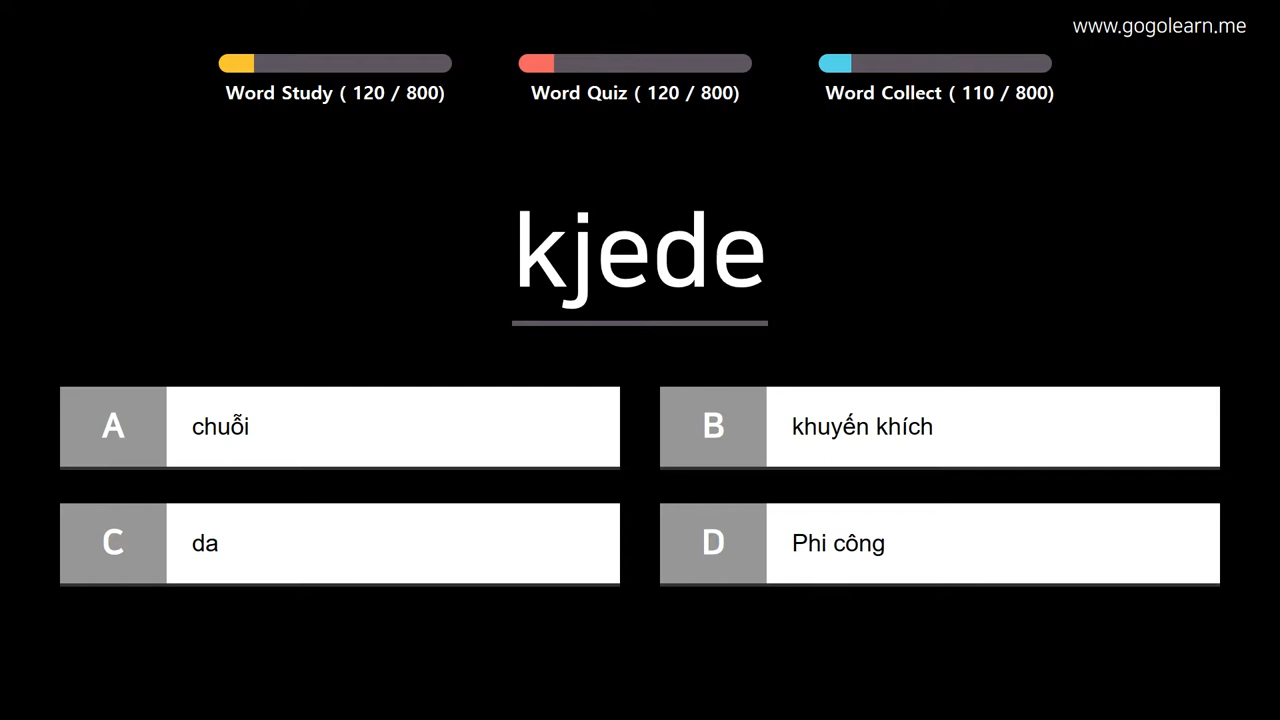 www.gogolearn.me
Word Study ( 120 / 800)
Word Quiz ( 120 / 800)
Word Collect ( 110 / 800)
kjede
A chuỗi
B khuyến khích
C da
D Phi công